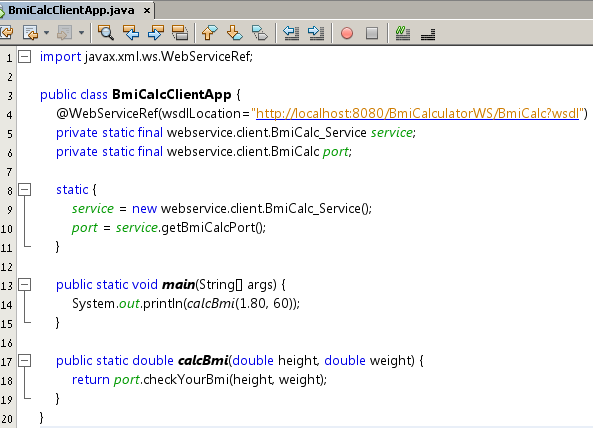 BmiCalcClientApp.java ×
1 import javax.xml.ws.WebServiceRef;
2
3 public class BmiCalcClientApp {
4 @WebServiceRef(wsdlLocation="http://localhost:8080/BmiCalculatorWS/BmiCalc?wsdl")
5 private static final webservice.client.BmiCalc_Service service;
6 private static final webservice.client.BmiCalc port;
7
8 static {
9 service = new webservice.client.BmiCalc_Service();
10 port = service.getBmiCalcPort();
11 }
12
13 public static void main(String[] args) {
14 System.out.println(calcBmi(1.80, 60));
15 }
16
17 public static double calcBmi(double height, double weight) {
18 return port.checkYourBmi(height, weight);
19 }
20 }